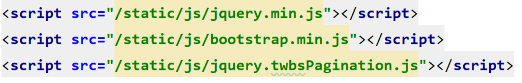 <script src="/static/js/jquery.min.js"></script>
<script src="/static/js/bootstrap.min.js"></script>
<script src="/static/js/jquery.twbsPagination.js"></script>